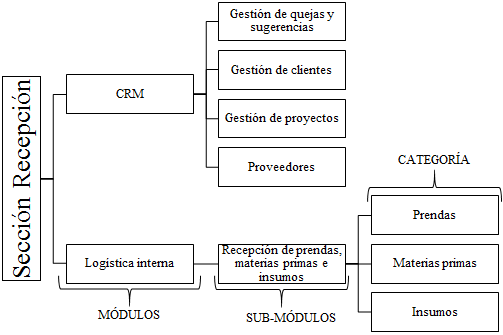 Sección Recepción
CRM
Gestión de quejas y
sugerencias
Gestión de clientes
Gestión de proyectos
Proveedores
Logística interna
Recepción de prendas,
materias primas e
insumos
CATEGORÍA
Prendas
Materias primas
Insumos
MÓDULOS
SUB-MÓDULOS